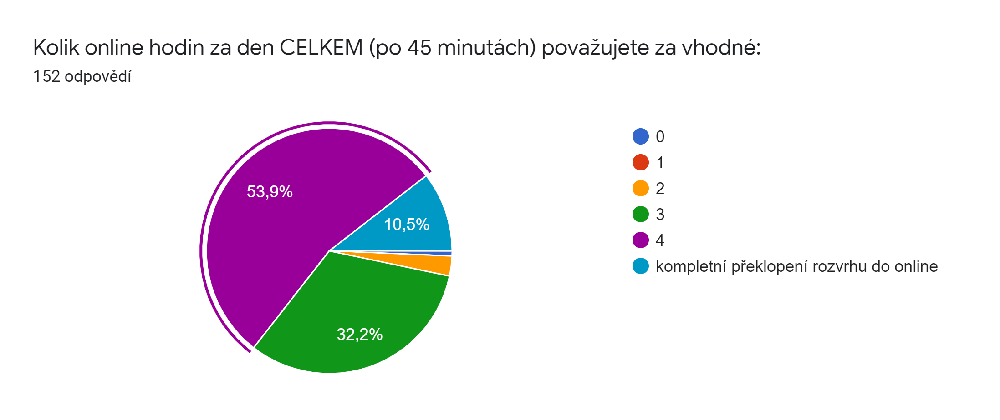 Kolik online hodin za den CELKEM (po 45 minutách) považujete za vhodné:
152 odpovědí
53,9%
10,5%
32,2%
0
1
2
3
4
kompletní překlopení rozvrhu do online